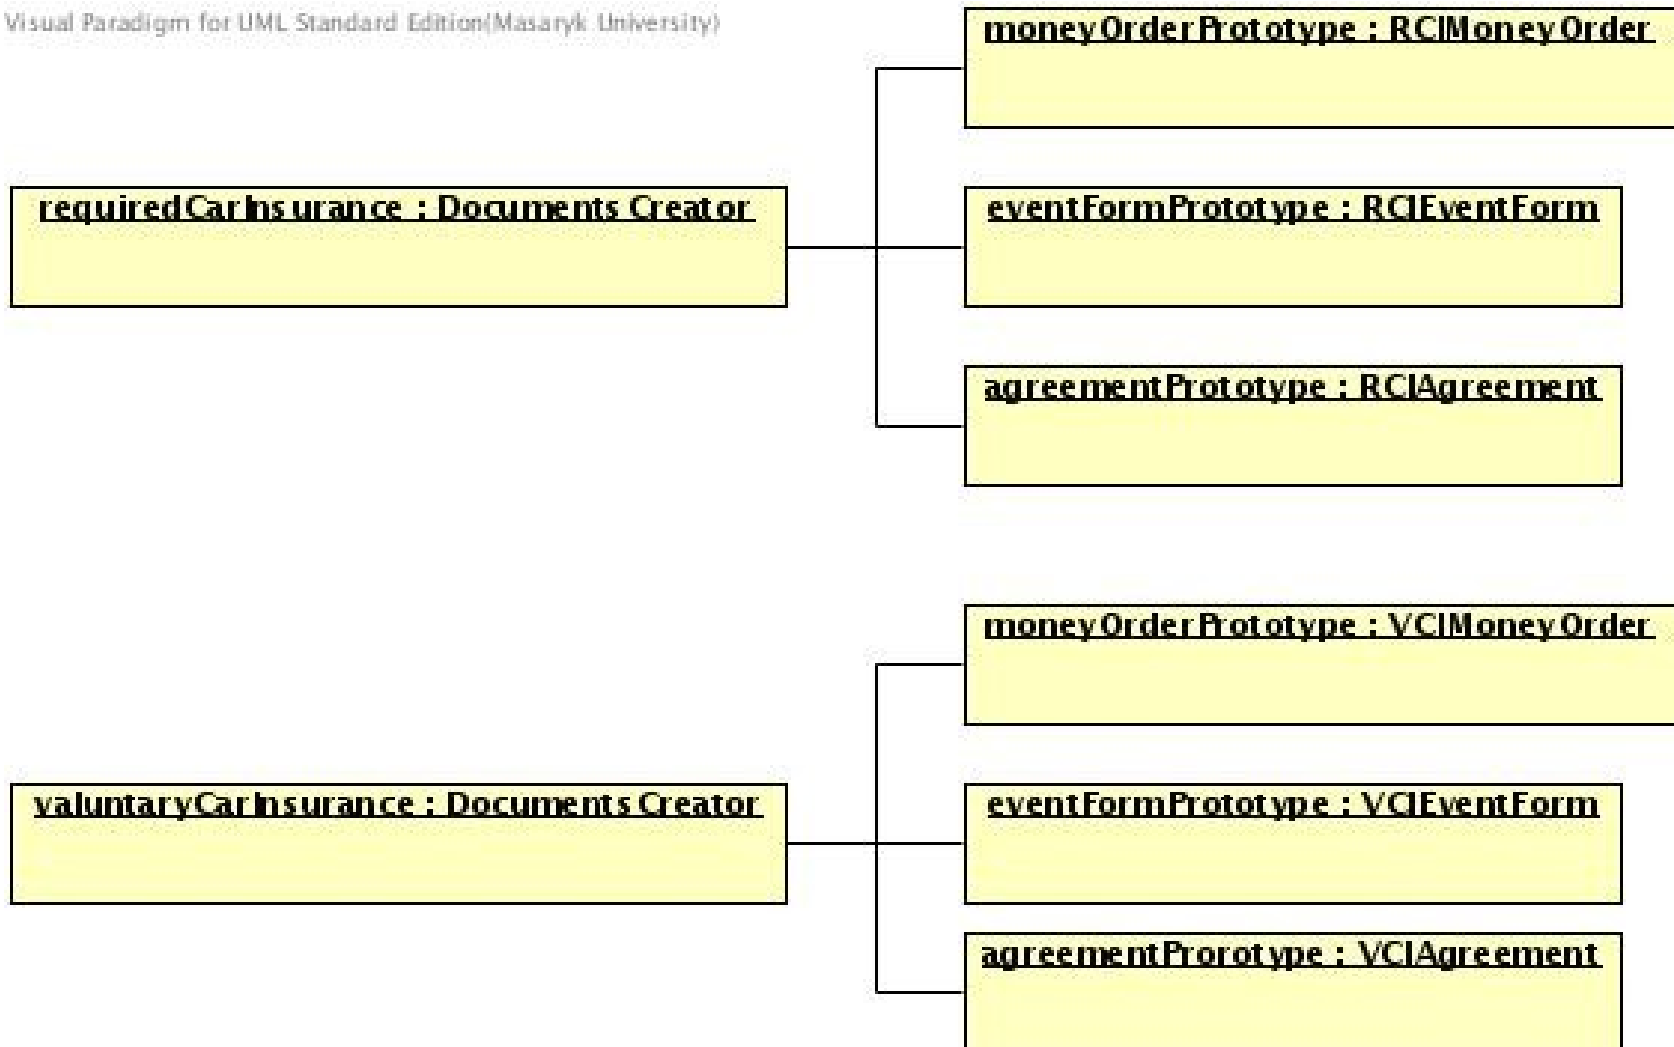 Visual Paradigm for UML Standard Edition(Masaryk University)
moneyOrderPrototype : RCIMoneyOrder
requiredCarInsurance : DocumentsCreator
eventFormPrototype : RCIEventForm
agreementPrototype : RCIAgreement
moneyOrderPrototype : VCIMoneyOrder
valuntaryCarInsurance : DocumentsCreator
eventFormPrototype : VCIEventForm
agreementProrotype : VCIAgreement